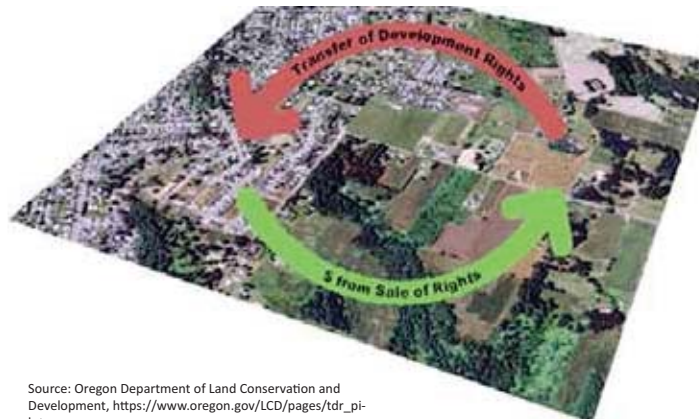 Transfer of Development Rights
$ from Sale of Rights
Source: Oregon Department of Land Conservation and
Development, https://www.oregon.gov/LCD/pages/tdr_pi-